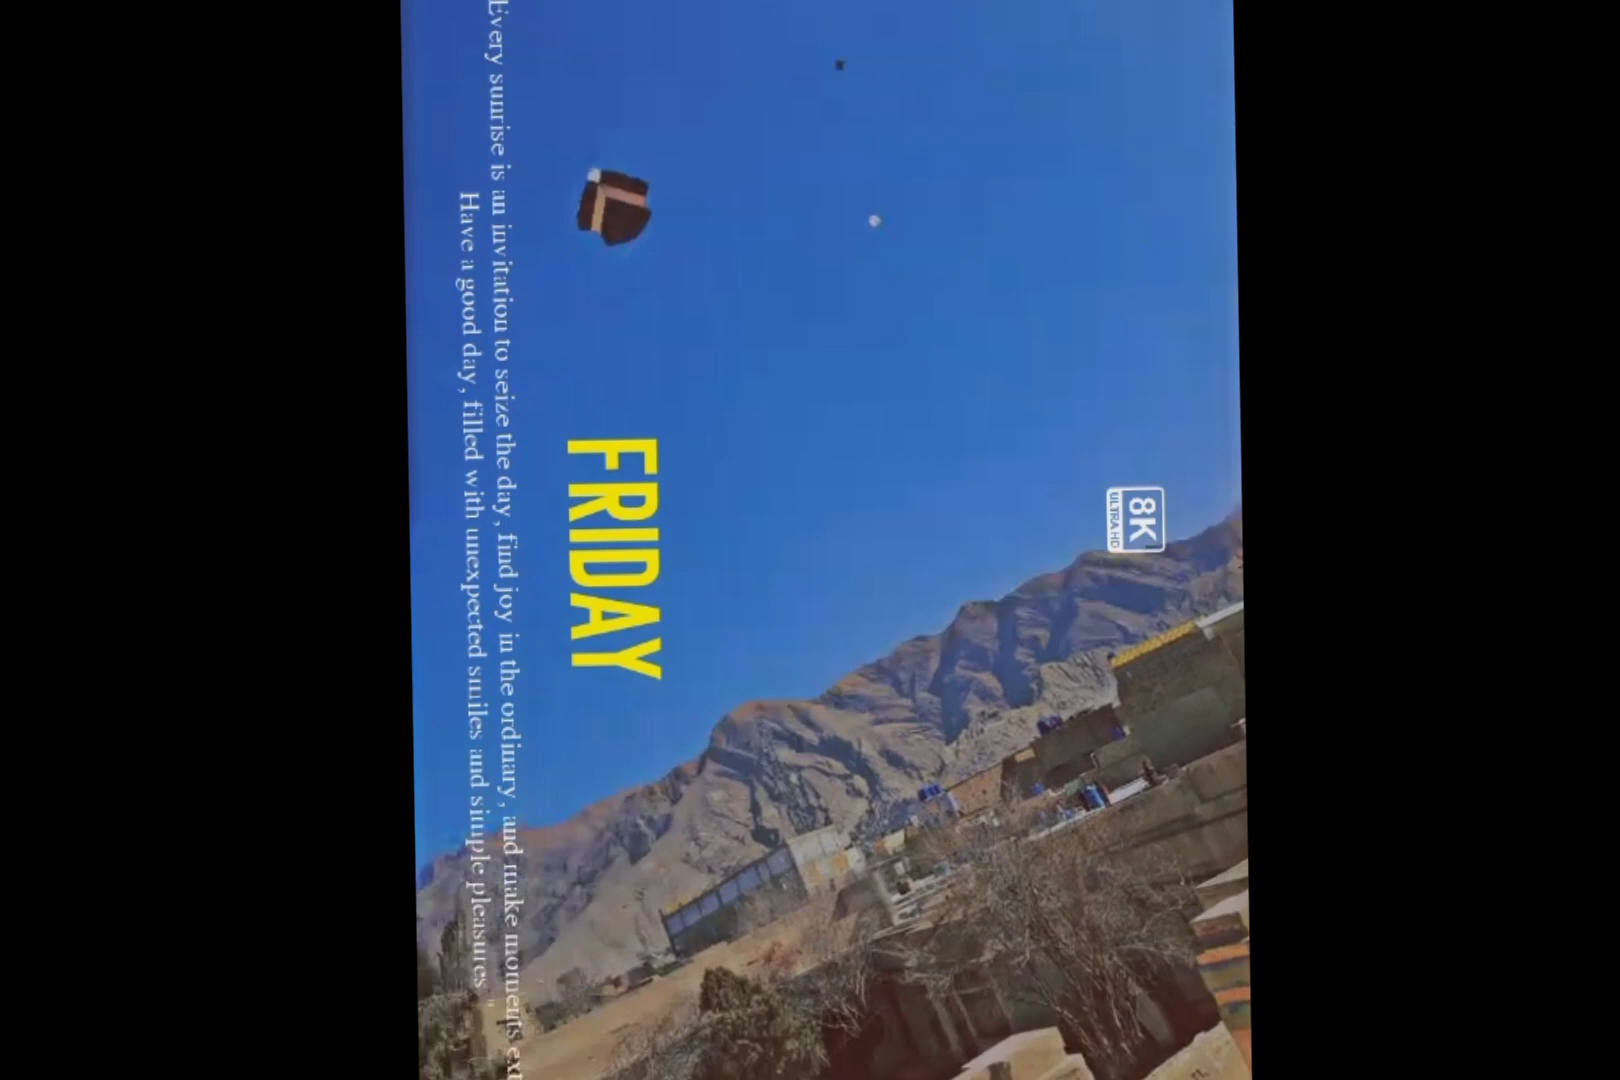 8K
ULTRA HD
FRIDAY
Every sunrise is an invitation to seize the day, find joy in the ordinary, and make moments
Have a good day, filled with unexpected smiles and simple pleasures "